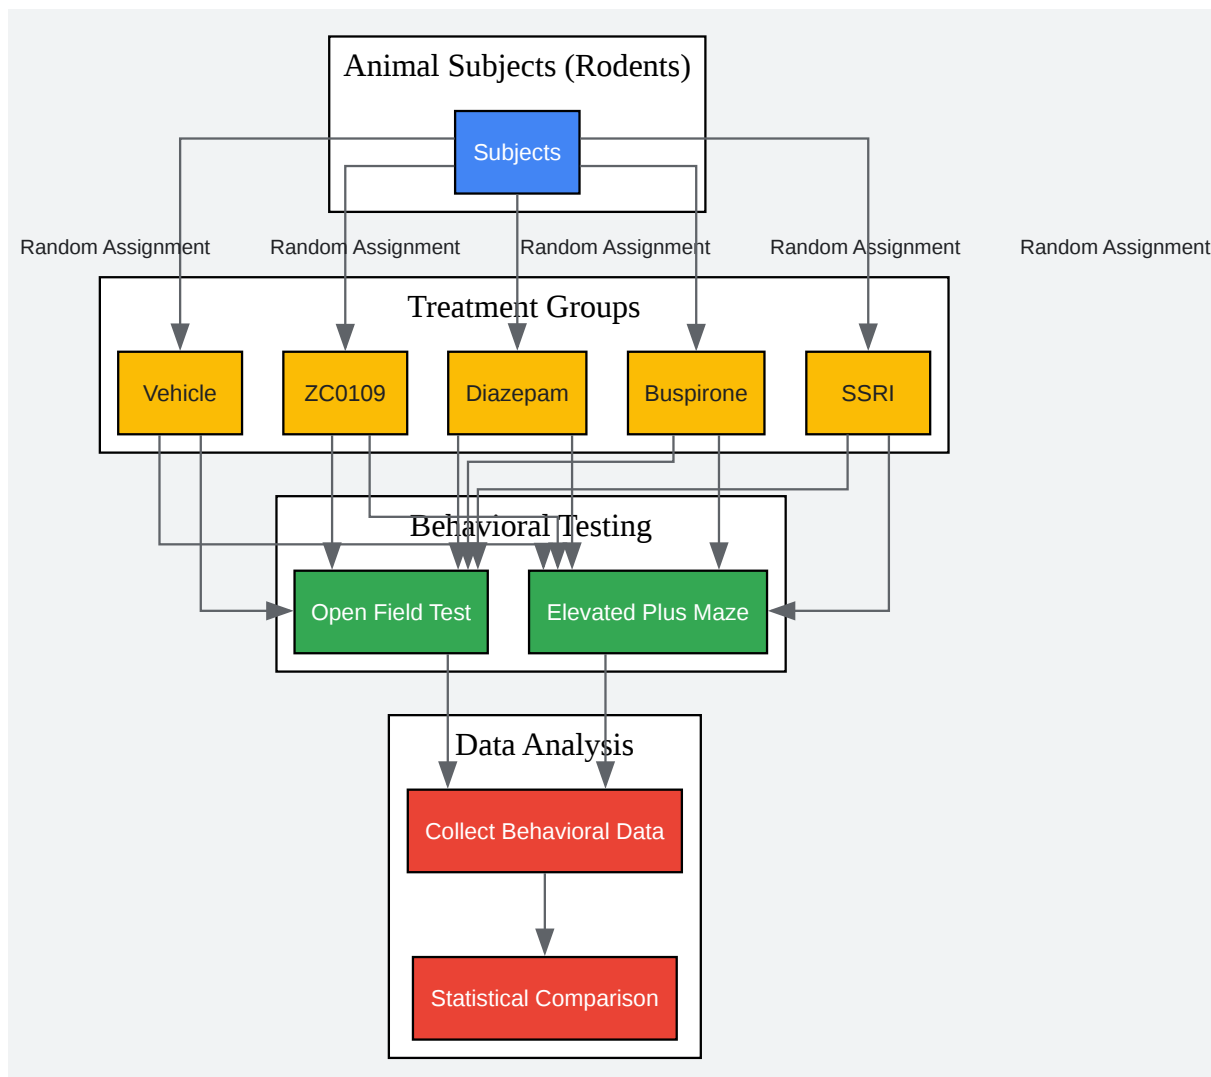 Animal Subjects (Rodents)
Subjects
Random Assignment
Random Assignment
Random Assignment
Random Assignment
Random Assignment
Treatment Groups
Vehicle
ZC0109
Diazepam
Buspirone
SSRI
Behavioral Testing
Open Field Test
Elevated Plus Maze
Data Analysis
Collect Behavioral Data
Statistical Comparison